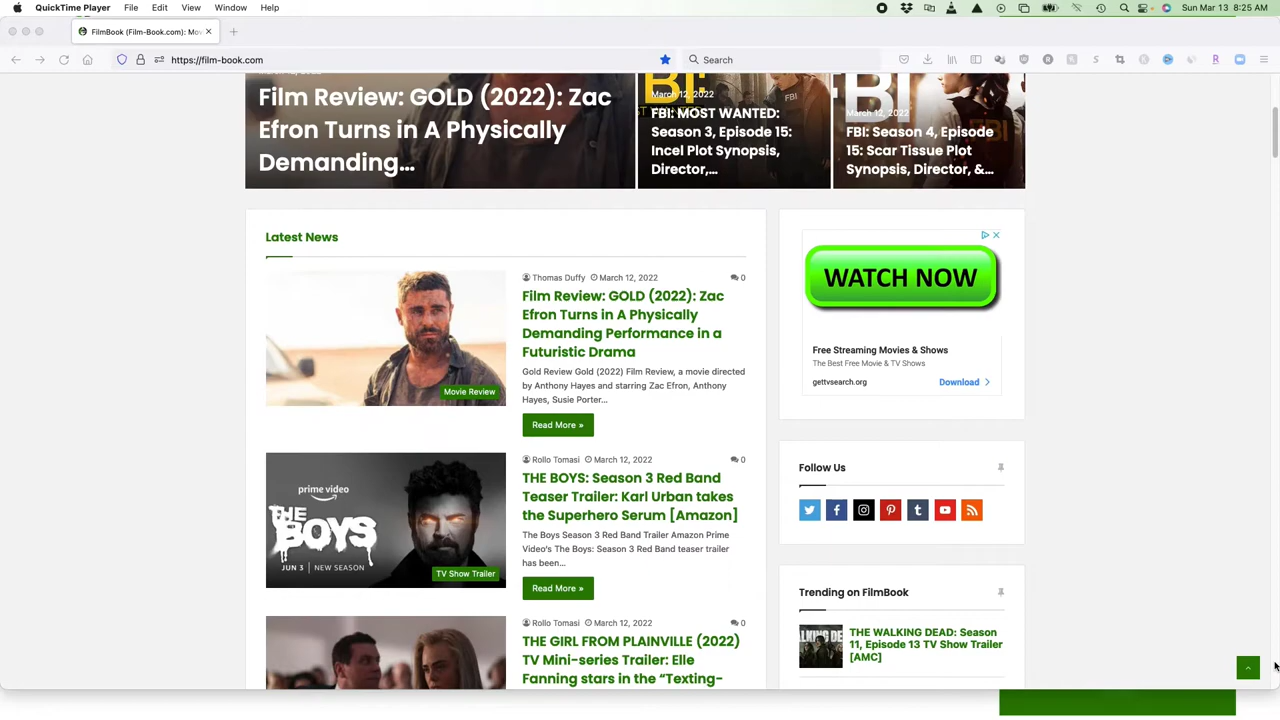 QuickTime Player File Edit View Window Help
Sun Mar 13 8:25 AM
FilmBook (Film-Book.com): Mov
https://film-book.com
Search
Film Review: GOLD (2022): Zac
Efron Turns in A Physically
Demanding…
March 12, 2022
FBI: MOST WANTED:
Season 3, Episode 15:
Incel Plot Synopsis,
Director,…
March 12, 2022
FBI: Season 4, Episode
15: Scar Tissue Plot
Synopsis, Director, &…
Latest News
Thomas Duffy March 12, 2022 0
Film Review: GOLD (2022): Zac
Efron Turns in A Physically
Demanding Performance in a
Futuristic Drama
Gold Review Gold (2022) Film Review, a movie directed
by Anthony Hayes and starring Zac Efron, Anthony
Hayes, Susie Porter…
Movie Review
Read More »
Rollo Tomasi March 12, 2022 0
THE BOYS: Season 3 Red Band
Teaser Trailer: Karl Urban takes
the Superhero Serum [Amazon]
The Boys Season 3 Red Band Trailer Amazon Prime
Video's The Boys: Season 3 Red Band teaser trailer
has been…
prime video
THE
BOYS
JUN 3 | NEW SEASON
TV Show Trailer
Read More »
Rollo Tomasi March 12, 2022 0
THE GIRL FROM PLAINVILLE (2022)
TV Mini-series Trailer: Elle
Fanning stars in the “Texting-
WATCH NOW
Free Streaming Movies & Shows
The Best Free Movie & TV Shows
gettvsearch.org
Download
Follow Us
Trending on FilmBook
THE WALKING DEAD: Season
11, Episode 13 TV Show Trailer
[AMC]